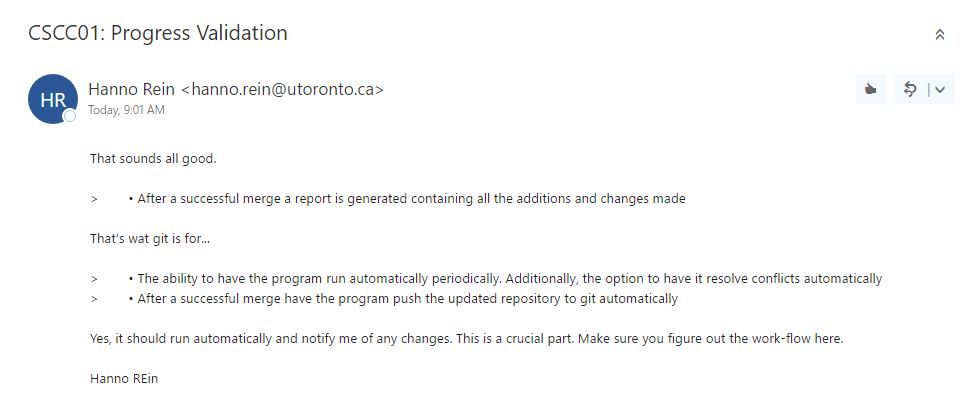 CSCC01: Progress Validation
HR
Hanno Rein <hanno.rein@utoronto.ca>
Today, 9:01 AM
That sounds all good.
> • After a successful merge a report is generated containing all the additions and changes made
That's wat git is for...
> • The ability to have the program run automatically periodically. Additionally, the option to have it resolve conflicts automatically
> • After a successful merge have the program push the updated repository to git automatically
Yes, it should run automatically and notify me of any changes. This is a crucial part. Make sure you figure out the work-flow here.
Hanno REin